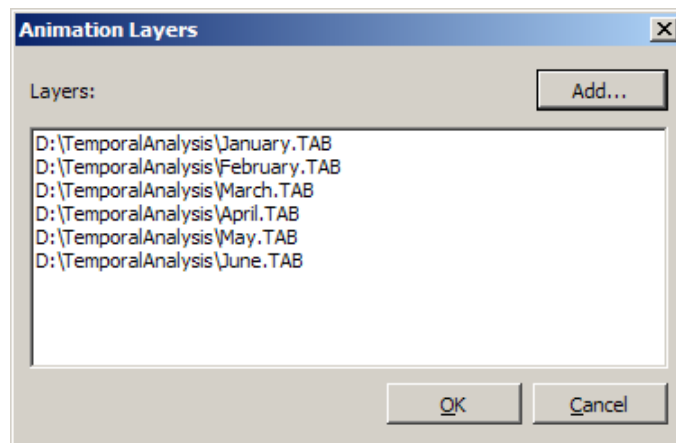 Animation Layers
Layers:
Add...
D:\TemporalAnalysis\January.TAB
D:\TemporalAnalysis\February.TAB
D:\TemporalAnalysis\March.TAB
D:\TemporalAnalysis\April.TAB
D:\TemporalAnalysis\May.TAB
D:\TemporalAnalysis\June.TAB
OK
Cancel